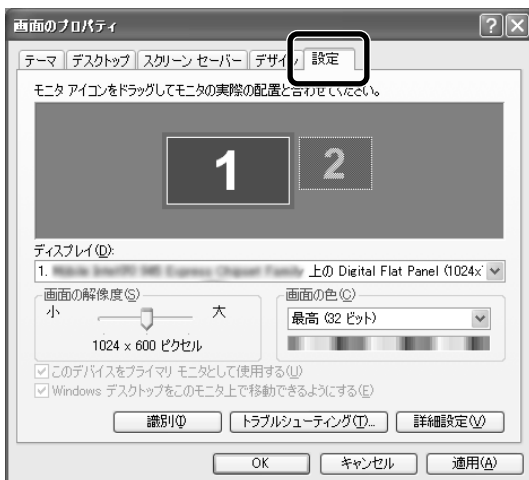 画面のプロパティ
テーマ デスクトップ スクリーン セーバー デザイン 設定
モニタ アイコンをドラッグしてモニタの実際の配置と合わせてください。
1 2
ディスプレイ(D):
1. 上の Digital Flat Panel (1024x
画面の解像度(S) 画面の色(C)
小 大
最高 (32 ビット)
1024 x 600 ピクセル
このデバイスをプライマリ モニタとして使用する(U)
Windows デスクトップをこのモニタ上で移動できるようにする(E)
識別(I) トラブルシューティング(T)... 詳細設定(V)
OK キャンセル 適用(A)